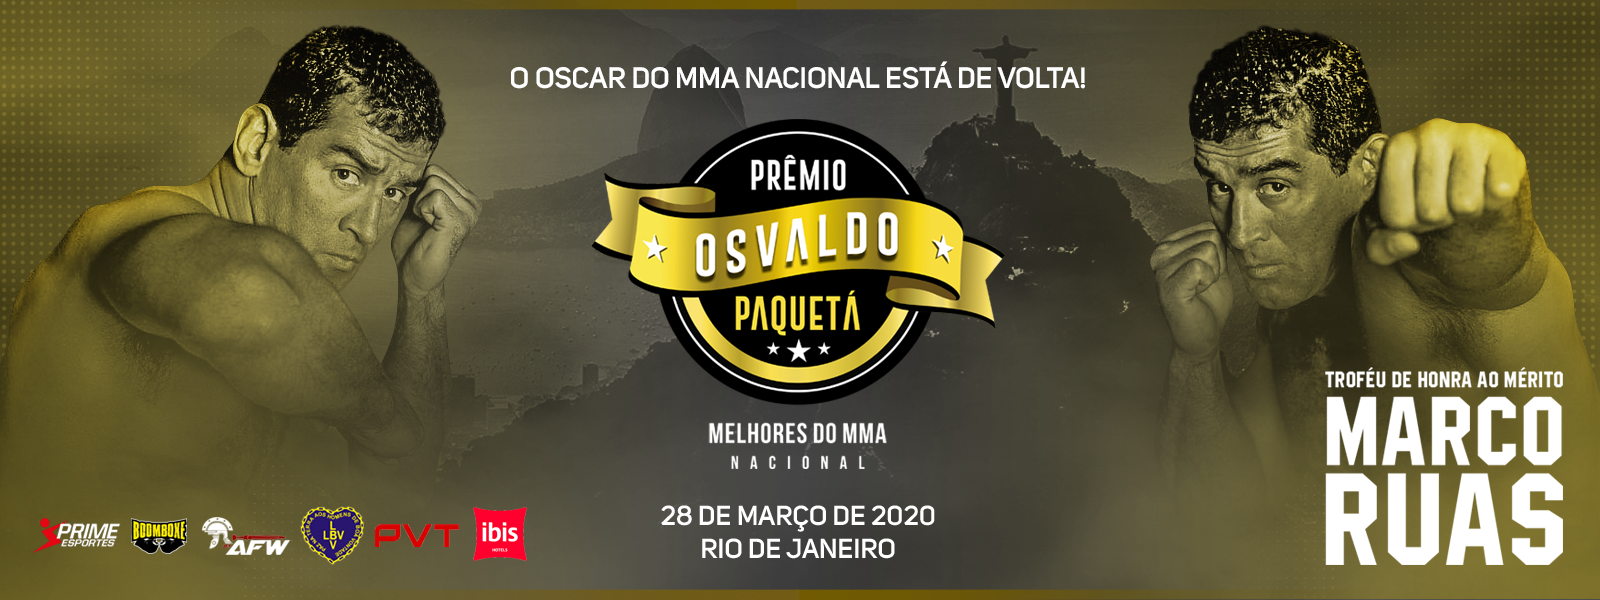 O OSCAR DO MMA NACIONAL ESTÁ DE VOLTA!
PRÊMIO
OSVALDO
PAQUETÁ
MELHORES DO MMA
NACIONAL
28 DE MARÇO DE 2020
RIO DE JANEIRO
TROFÉU DE HONRA AO MÉRITO
MARCO
RUAS
PRIME
ESPORTES
BOOMBOXE
AFW
LBV
PVT
ibis
HOTELS